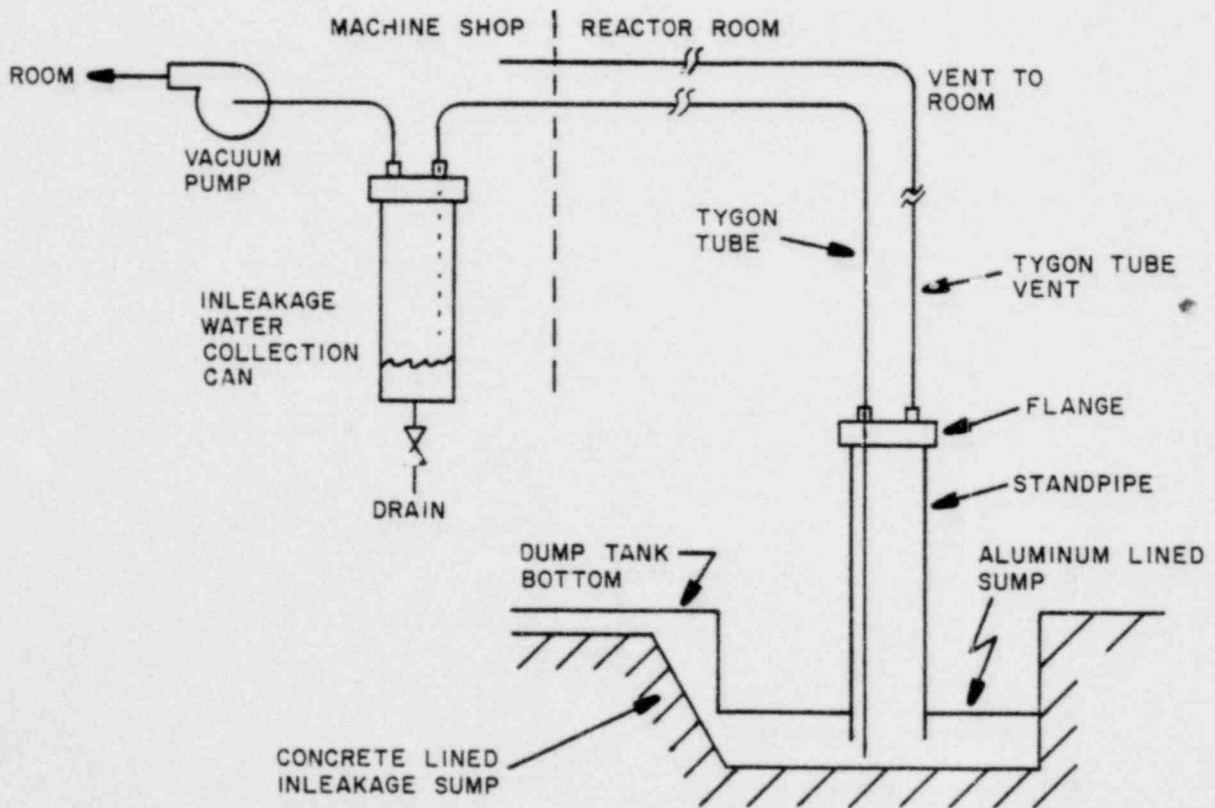 MACHINE SHOP
REACTOR ROOM
ROOM
VENT TO
ROOM
VACUUM
PUMP
TYGON
TUBE
TYGON TUBE
VENT
INLEAKAGE
WATER
COLLECTION
CAN
FLANGE
STANDPIPE
DRAIN
DUMP TANK
BOTTOM
ALUMINUM LINED
SUMP
CONCRETE LINED
INLEAKAGE SUMP